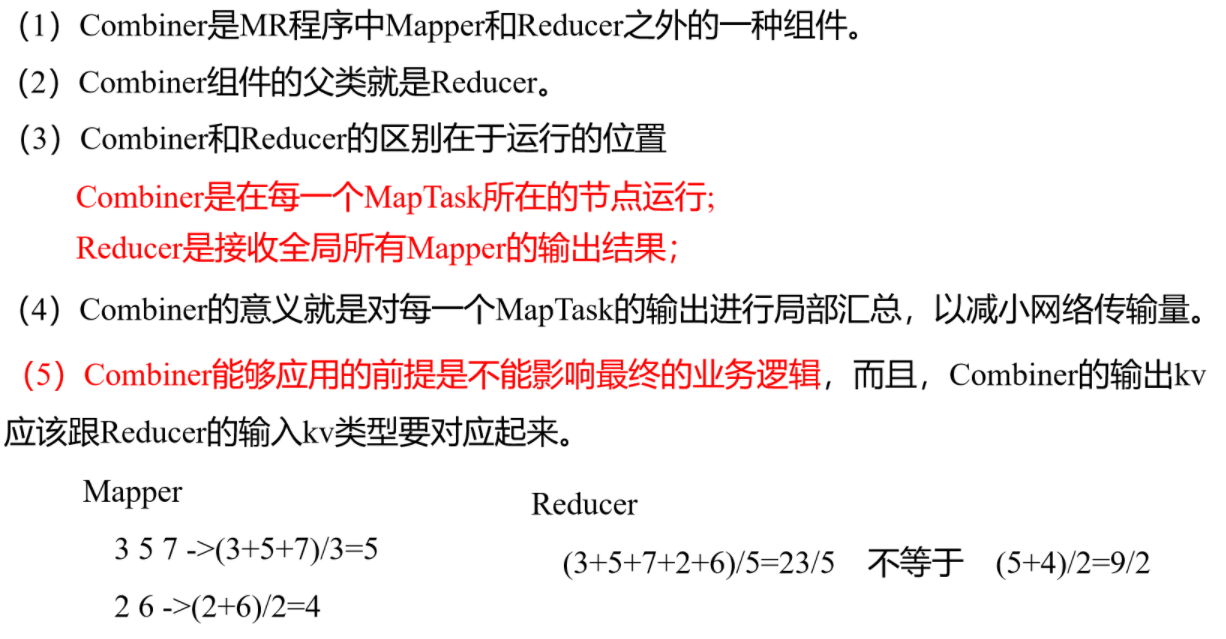 （1）Combiner是MR程序中Mapper和Reducer之外的一种组件。
（2）Combiner组件的父类就是Reducer。
（3）Combiner和Reducer的区别在于运行的位置
Combiner是在每一个MapTask所在的节点运行;
Reducer是接收全局所有Mapper的输出结果；
（4）Combiner的意义就是对每一个MapTask的输出进行局部汇总，以减小网络传输量。
（5）Combiner能够应用的前提是不能影响最终的业务逻辑，而且，Combiner的输出kv
应该跟Reducer的输入kv类型要对应起来。
Mapper
3 5 7 ->(3+5+7)/3=5
2 6 ->(2+6)/2=4
Reducer
(3+5+7+2+6)/5=23/5 不等于 (5+4)/2=9/2